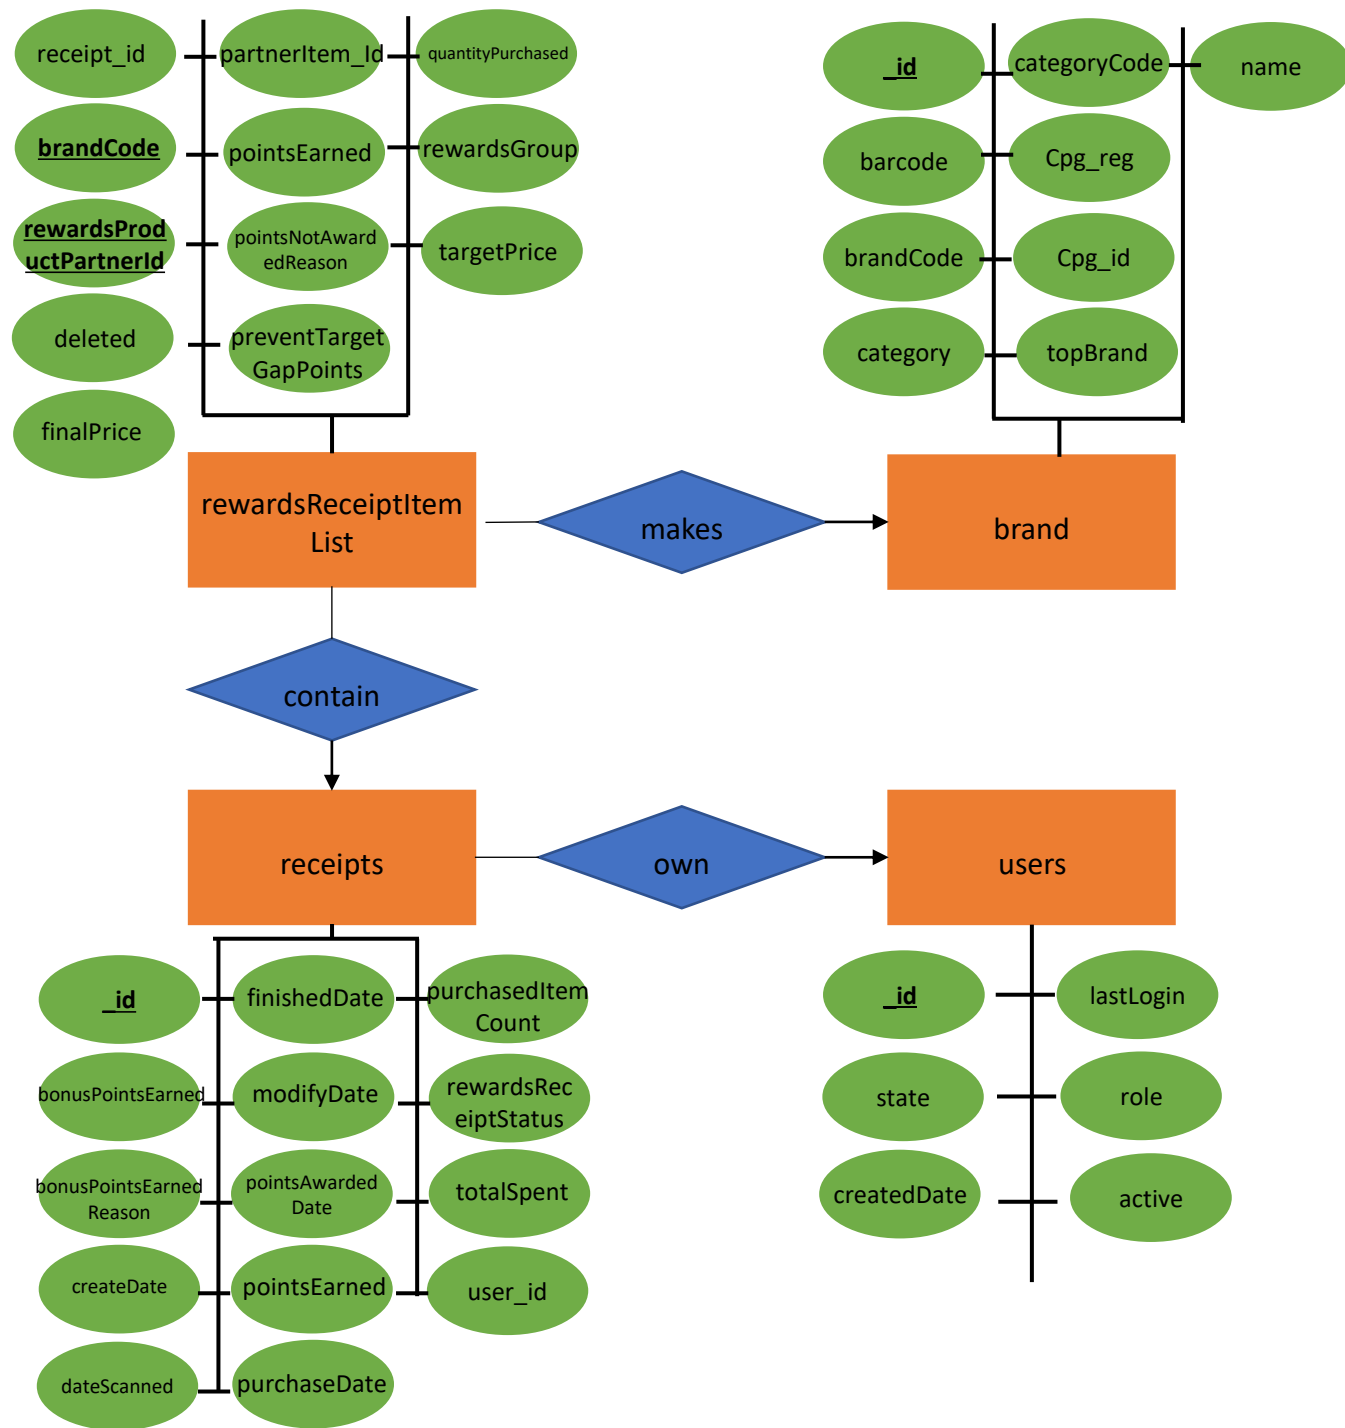 receipt_id
partnerItem_Id
quantityPurchased
brandCode
pointsEarned
rewardsGroup
rewardsProd
uctPartnerId
pointsNotAward
edReason
targetPrice
deleted
preventTarget
GapPoints
finalPrice
_id
categoryCode
name
barcode
Cpg_reg
brandCode
Cpg_id
category
topBrand
rewardsReceiptItem
List
makes
brand
contain
receipts
own
users
_id
finishedDate
purchasedItem
Count
bonusPointsEarned
modifyDate
rewardsRec
eiptStatus
bonusPointsEarned
Reason
pointsAwarded
Date
totalSpent
createDate
pointsEarned
user_id
dateScanned
purchaseDate
_id
lastLogin
state
role
createdDate
active